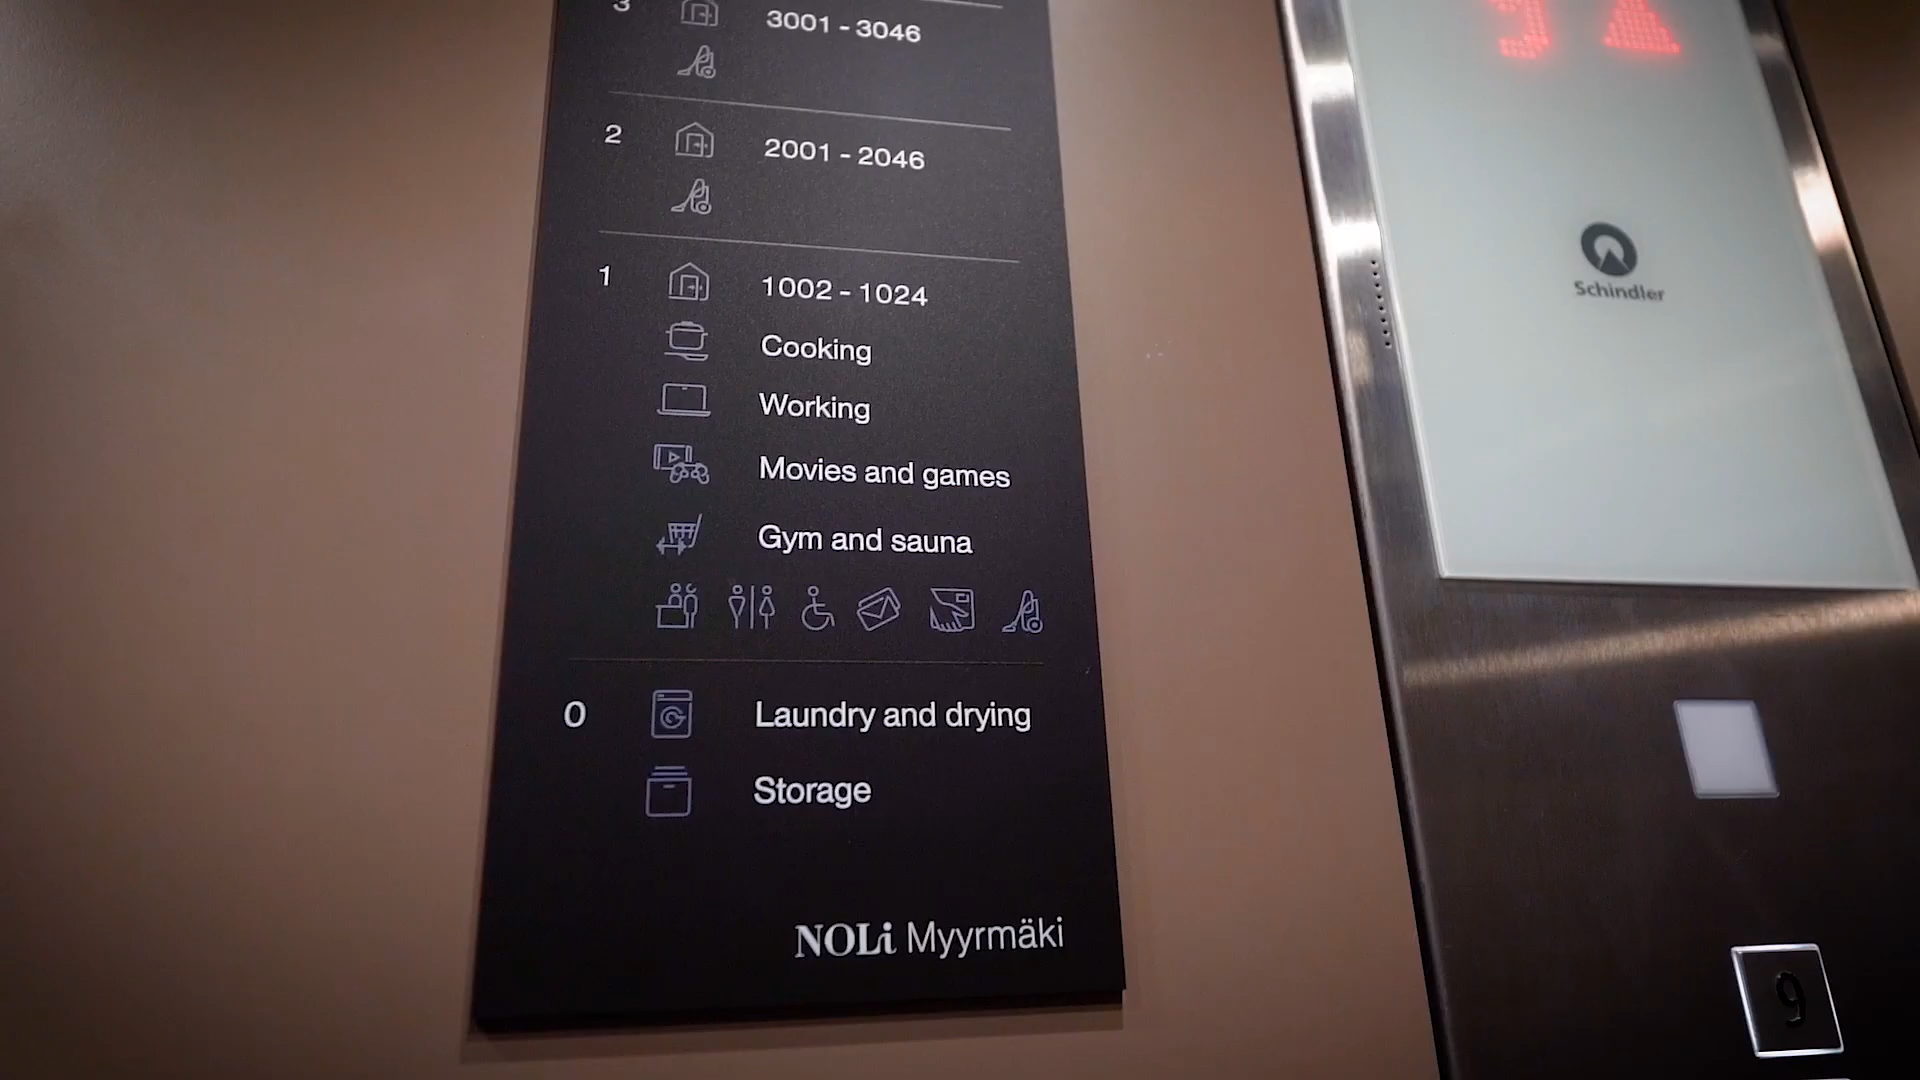 3 3001 - 3046
2 2001 - 2046
1 1002 - 1024
Cooking
Working
Movies and games
Gym and sauna
0 Laundry and drying
Storage
NOLi Myyrmäki
Schindler
9